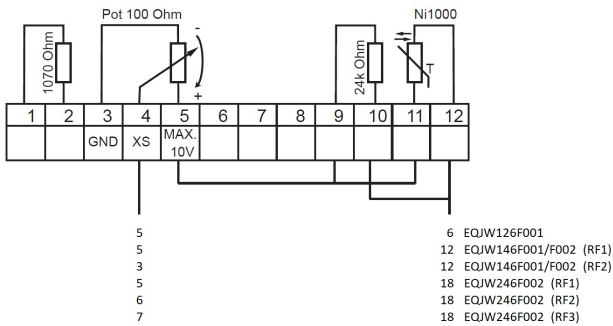 Pot 100 Ohm
Ni1000
1070 Ohm
-
+
24k Ohm
T
1 2 3 4 5 6 7 8 9 10 11 12
GND XS MAX. 10V
5 6 EQJW126F001
5 12 EQJW146F001/F002 (RF1)
3 12 EQJW146F001/F002 (RF2)
5 18 EQJW246F002 (RF1)
6 18 EQJW246F002 (RF2)
7 18 EQJW246F002 (RF3)